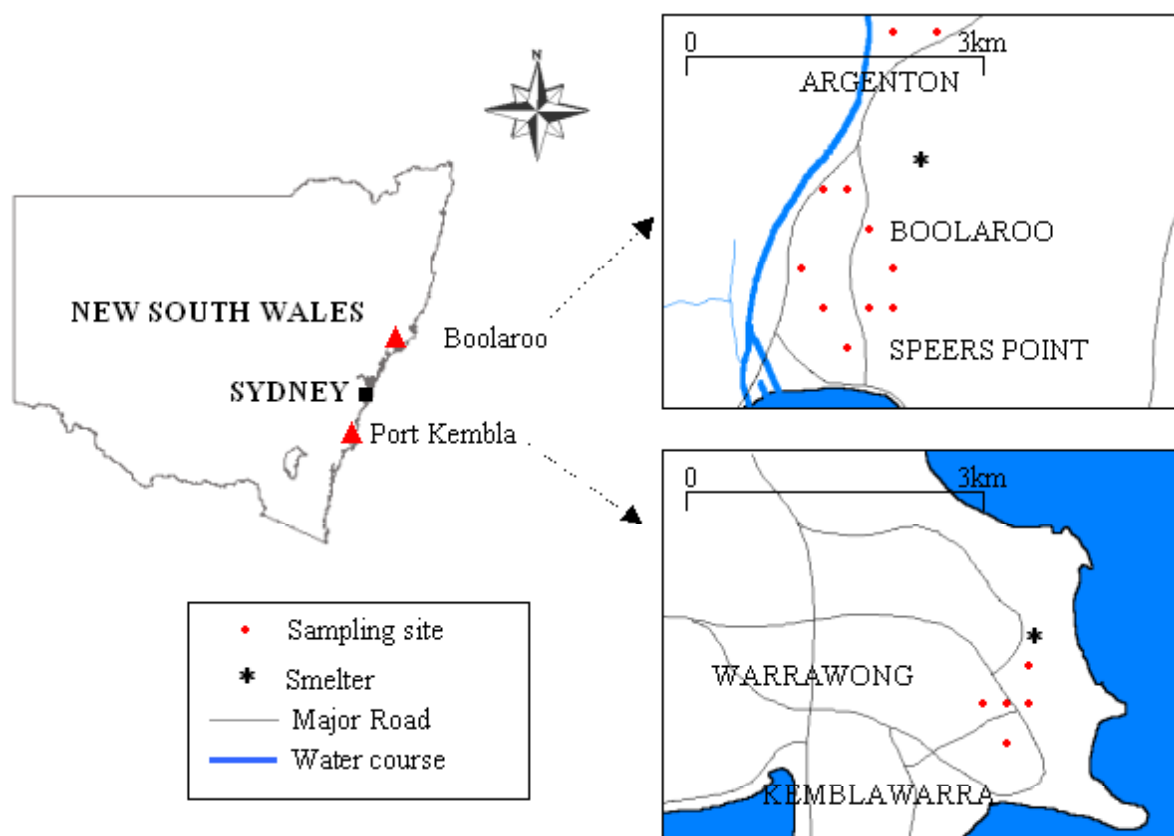 N
NEW SOUTH WALES
Boolaroo
SYDNEY
Port Kembla
0 3km
ARGENTON
BOOLAROO
SPEERS POINT
0 3km
WARRAWONG
KEMBLAWARRA
Sampling site
Smelter
Major Road
Water course